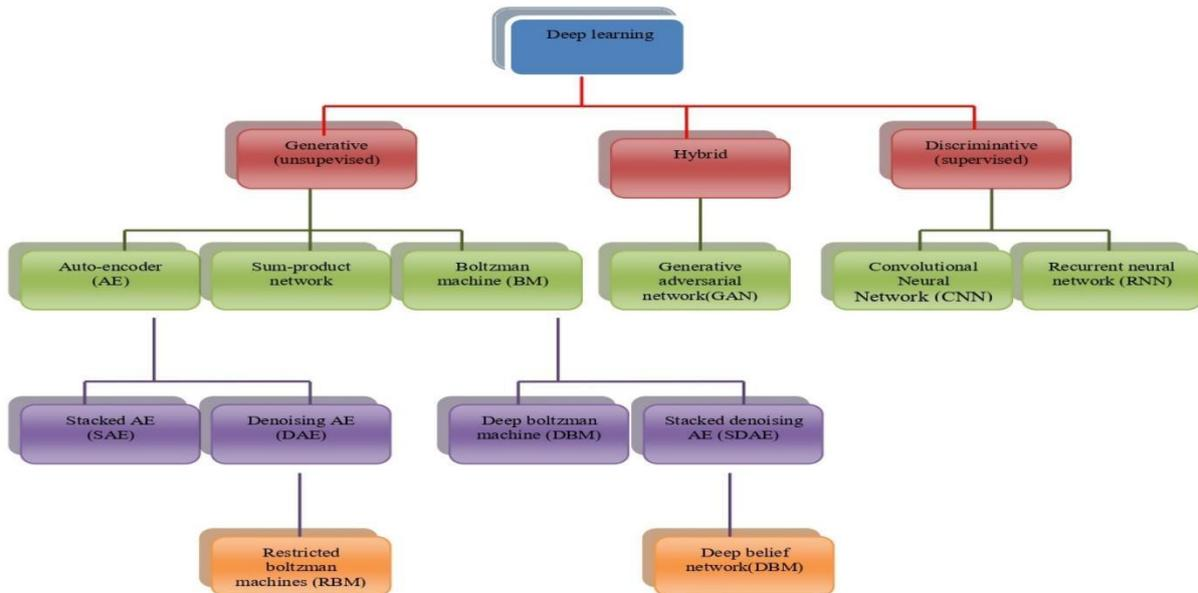 Deep learning
Generative
(unsupevised)
Hybrid
Discriminative
(supervised)
Auto-encoder
(AE)
Sum-product
network
Boltzman
machine (BM)
Generative
adversarial
network(GAN)
Convolutional
Neural
Network (CNN)
Recurrent neural
network (RNN)
Stacked AE
(SAE)
Denoising AE
(DAE)
Deep boltzman
machine (DBM)
Stacked denoising
AE (SDAE)
Restricted
boltzman
machines (RBM)
Deep belief
network(DBM)